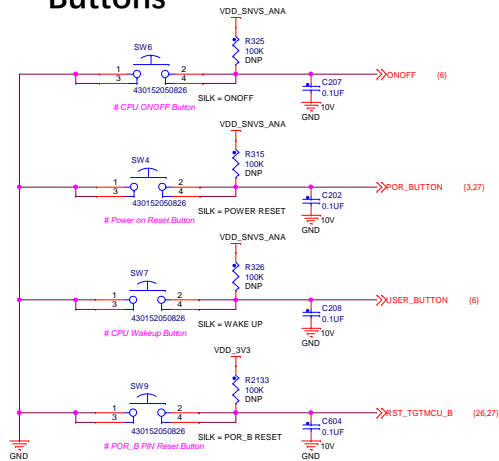 Buttons
VDD_SNVS_ANA
R325
100K
DNP
SW6
1 2
3 4
430152050826
SILK = ONOFF
# CPU ONOFF Button
C207
0.1UF
10V
GND
ONOFF {6}
VDD_SNVS_ANA
R315
100K
DNP
SW4
1 2
3 4
430152050826
SILK = POWER RESET
# Power on Reset Button
C202
0.1UF
10V
GND
POR_BUTTON {3,27}
VDD_SNVS_ANA
R326
100K
DNP
SW7
1 2
3 4
430152050826
SILK = WAKE UP
# CPU Wakeup Button
C208
0.1UF
10V
GND
USER_BUTTON {6}
VDD_3V3
R2133
100K
DNP
SW9
1 2
3 4
430152050826
SILK = POR_B RESET
# POR_B PIN Reset Button
C604
0.1UF
10V
GND
RST_TGTMCU_B {26,27}
GND